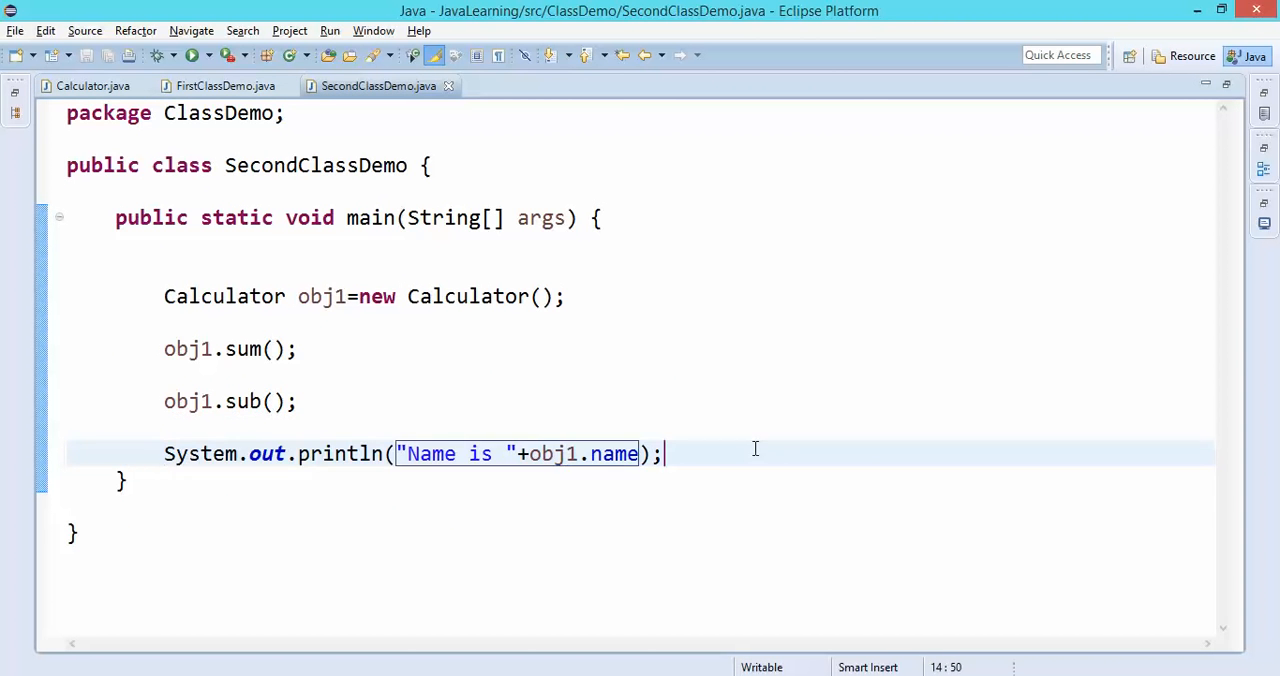 Java - JavaLearning/src/ClassDemo/SecondClassDemo.java - Eclipse Platform
File Edit Source Refactor Navigate Search Project Run Window Help
Quick Access Resource Java
Calculator.java FirstClassDemo.java SecondClassDemo.java
package ClassDemo;
public class SecondClassDemo {
public static void main(String[] args) {
Calculator obj1=new Calculator();
obj1.sum();
obj1.sub();
System.out.println("Name is "+obj1.name);
}
}
Writable Smart Insert 14 : 50